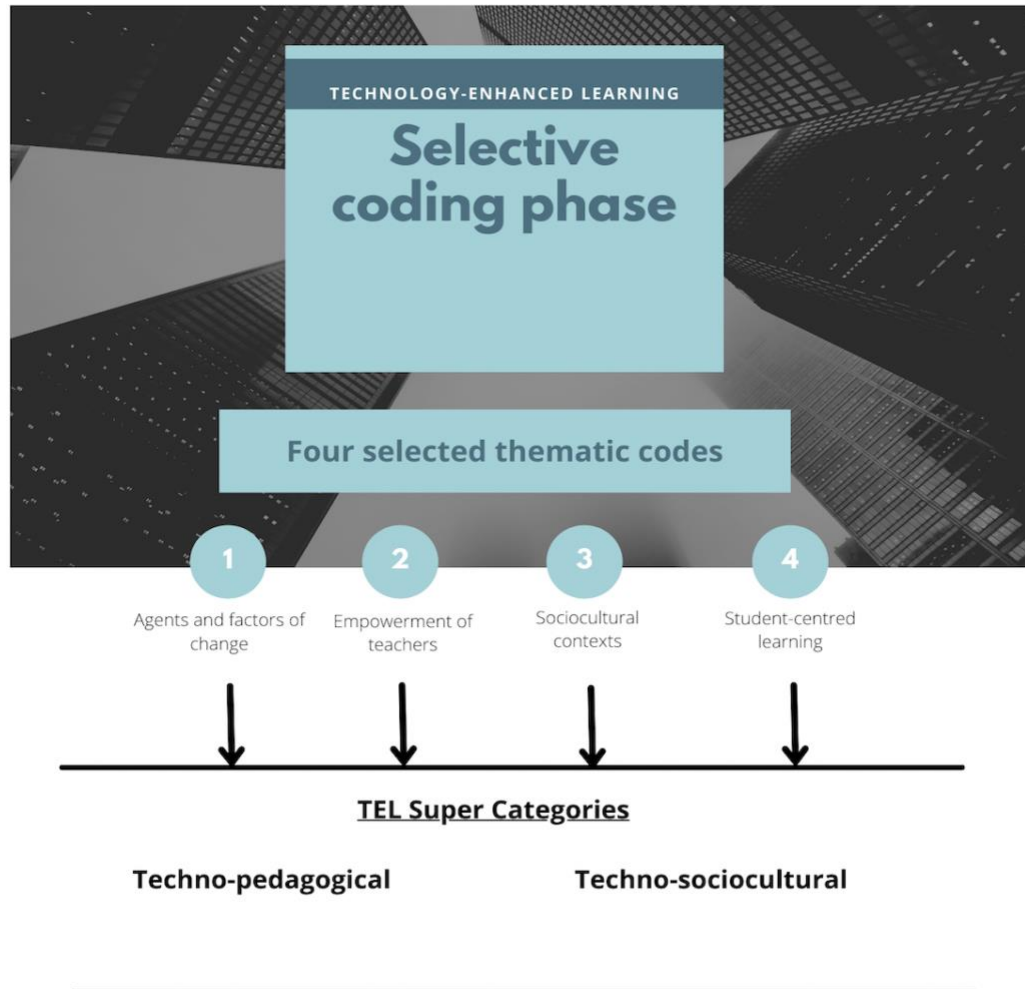 TECHNOLOGY-ENHANCED LEARNING
Selective
coding phase
Four selected thematic codes
1
Agents and factors of
change
2
Empowerment of
teachers
3
Sociocultural
contexts
4
Student-centred
learning
TEL Super Categories
Techno-pedagogical
Techno-sociocultural